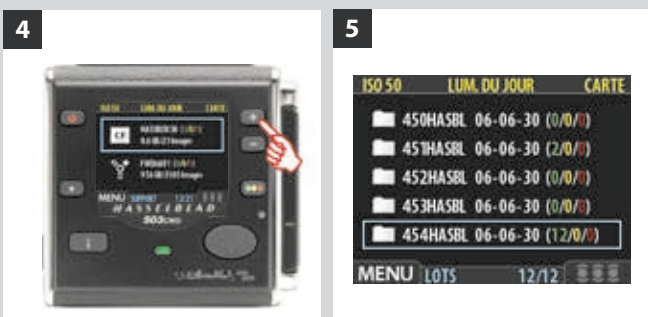 4
5
ISO 50 LUM. DU JOUR CARTE
CF
MENU SUPPORT 13:21
HASSELBLAD
503CWD
i
ISO 50 LUM. DU JOUR CARTE
450HASBL 06-06-30 (0/0/0)
451HASBL 06-06-30 (2/0/0)
452HASBL 06-06-30 (0/0/0)
453HASBL 06-06-30 (0/0/0)
454HASBL 06-06-30 (12/0/0)
MENU LOTS 12/12